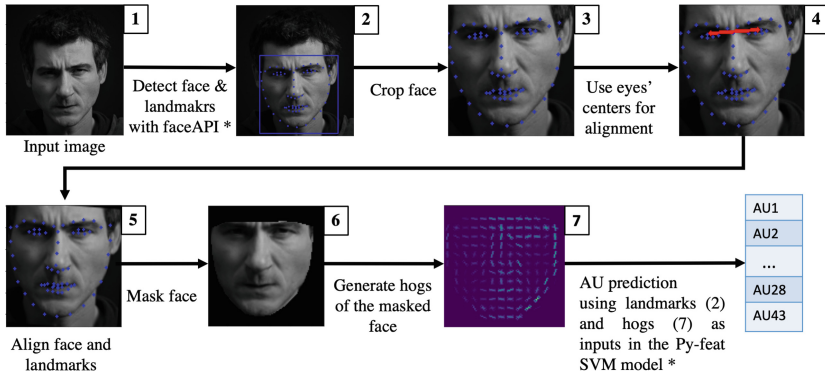 1
2
3
4
Detect face &
landmakrs
with faceAPI *
Crop face
Use eyes'
centers for
alignment
Input image
5
6
7
AU1
AU2
...
AU28
AU43
Mask face
Generate hogs
of the masked
face
AU prediction
using landmarks (2)
and hogs (7) as
inputs in the Py-feat
SVM model *
Align face and
landmarks